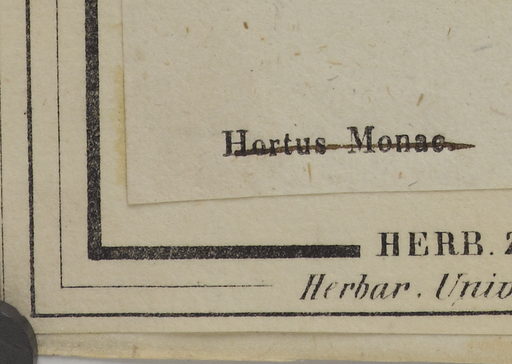 Hortus Monac.
HERB.
Herbar. Univ